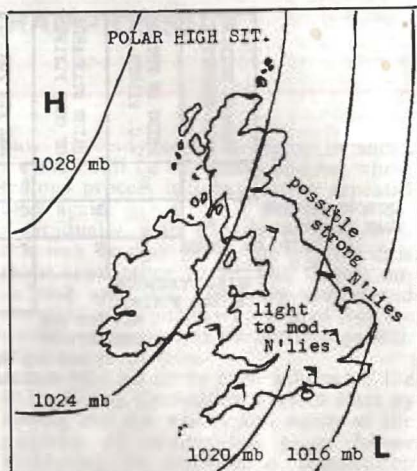 POLAR HIGH SIT.
H
1028 mb
possible
strong
N'lies
light
to mod.
N'lies
1024 mb
1020 mb
1016 mb
L